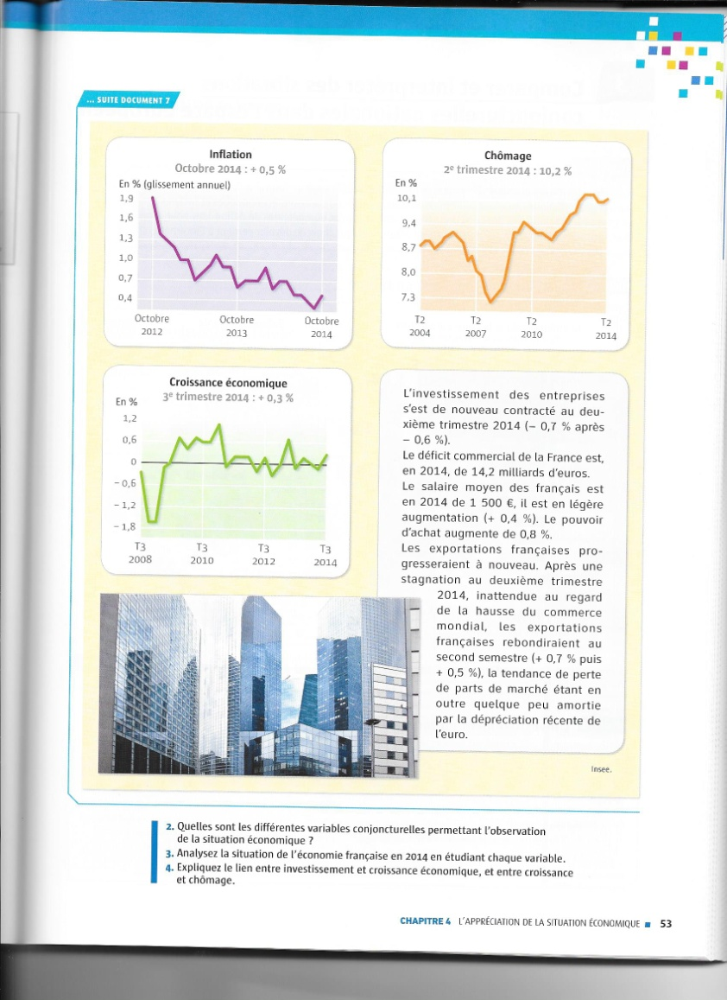 ... SUITE DOCUMENT 7
Inflation
Octobre 2014 : + 0,5 %
En % (glissement annuel)
1,9
1,6
1,3
1,0
0,7
0,4
Octobre 2012
Octobre 2013
Octobre 2014
Chômage
2e trimestre 2014 : 10,2 %
En %
10,1
9,4
8,7
8,0
7,3
T2 2004
T2 2007
T2 2010
T2 2014
Croissance économique
3e trimestre 2014 : + 0,3 %
En %
1,2
0,6
0
– 0,6
– 1,2
– 1,8
T3 2008
T3 2010
T3 2012
T3 2014
L'investissement des entreprises
s'est de nouveau contracté au deu-
xième trimestre 2014 (– 0,7 % après
– 0,6 %).
Le déficit commercial de la France est,
en 2014, de 14,2 milliards d'euros.
Le salaire moyen des français est
en 2014 de 1 500 €, il est en légère
augmentation (+ 0,4 %). Le pouvoir
d'achat augmente de 0,8 %.
Les exportations françaises pro-
gresseraient à nouveau. Après une
stagnation au deuxième trimestre
2014, inattendue au regard
de la hausse du commerce
mondial, les exportations
françaises rebondiraient au
second semestre (+ 0,7 % puis
+ 0,5 %), la tendance de perte
de parts de marché étant en
outre quelque peu amortie
par la dépréciation récente de
l'euro.
Insee.
2. Quelles sont les différentes variables conjoncturelles permettant l'observation
de la situation économique ?
3. Analysez la situation de l'économie française en 2014 en étudiant chaque variable.
4. Expliquez le lien entre investissement et croissance économique, et entre croissance
et chômage.
CHAPITRE 4 L'APPRÉCIATION DE LA SITUATION ÉCONOMIQUE 53